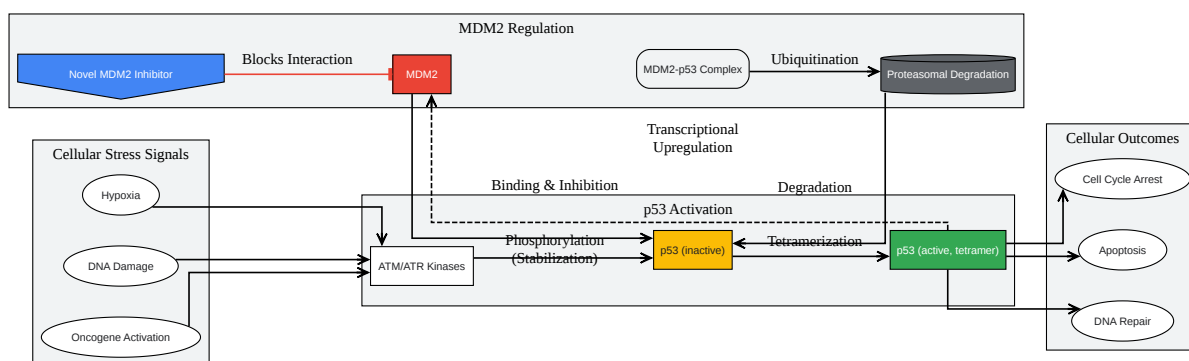 MDM2 Regulation
Novel MDM2 Inhibitor
Blocks Interaction
MDM2
MDM2-p53 Complex
Ubiquitination
Proteasomal Degradation
Transcriptional
Upregulation
Cellular Stress Signals
Hypoxia
DNA Damage
Oncogene Activation
Binding & Inhibition
Degradation
p53 Activation
ATM/ATR Kinases
Phosphorylation
(Stabilization)
p53 (inactive)
Tetramerization
p53 (active, tetramer)
Cellular Outcomes
Cell Cycle Arrest
Apoptosis
DNA Repair